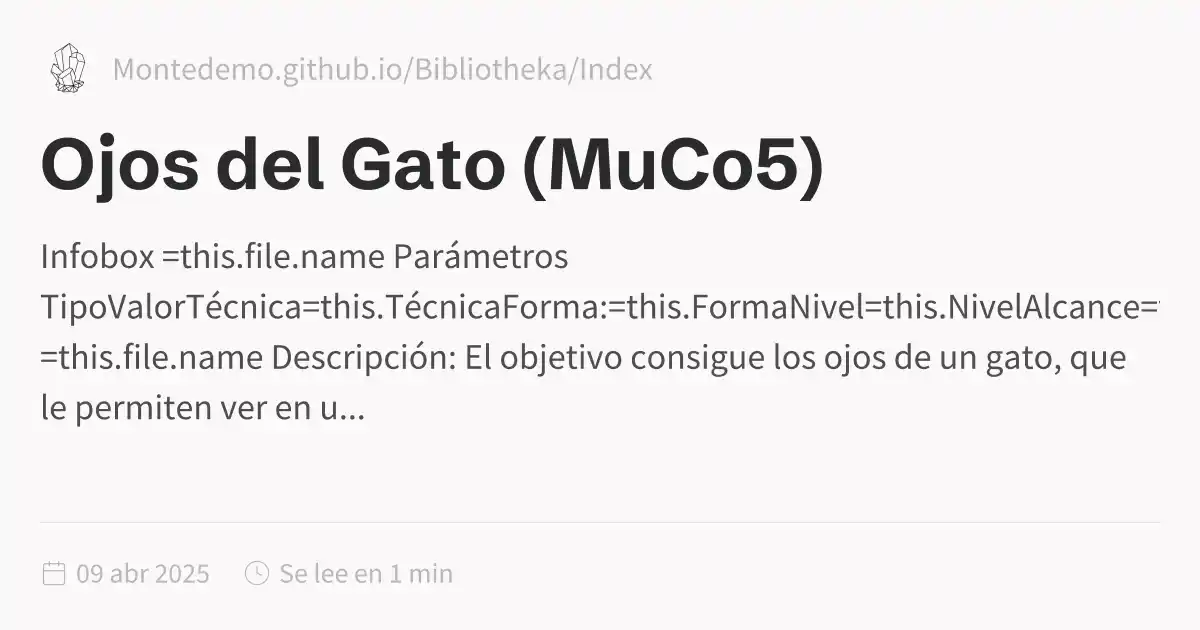 Montedemo.github.io/Bibliotheka/Index
Ojos del Gato (MuCo5)
Infobox =this.file.name Parámetros
TipoValorTécnica=this.TécnicaForma:=this.FormaNivel=this.NivelAlcance=
=this.file.name Descripción: El objetivo consigue los ojos de un gato, que
le permiten ver en u...
09 abr 2025 Se lee en 1 min